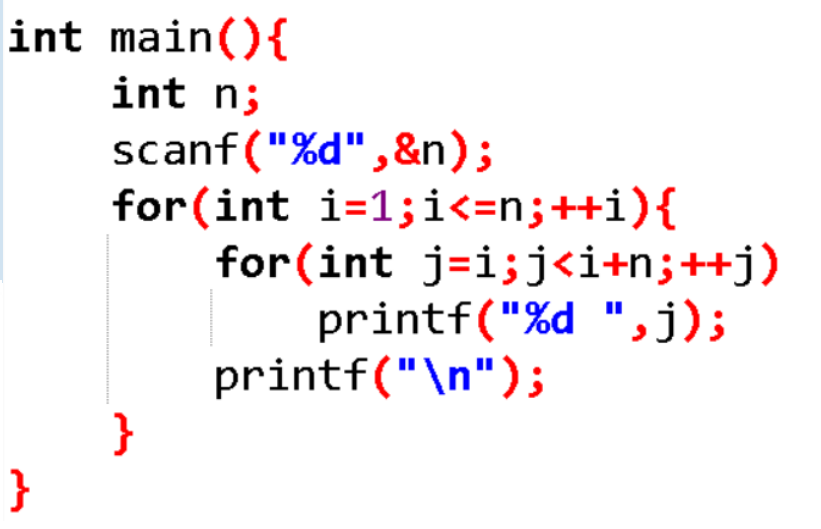 int main(){
    int n;
    scanf("%d",&n);
    for(int i=1;i<=n;++i){
        for(int j=i;j<i+n;++j)
            printf("%d ",j);
        printf("\n");
    }
}